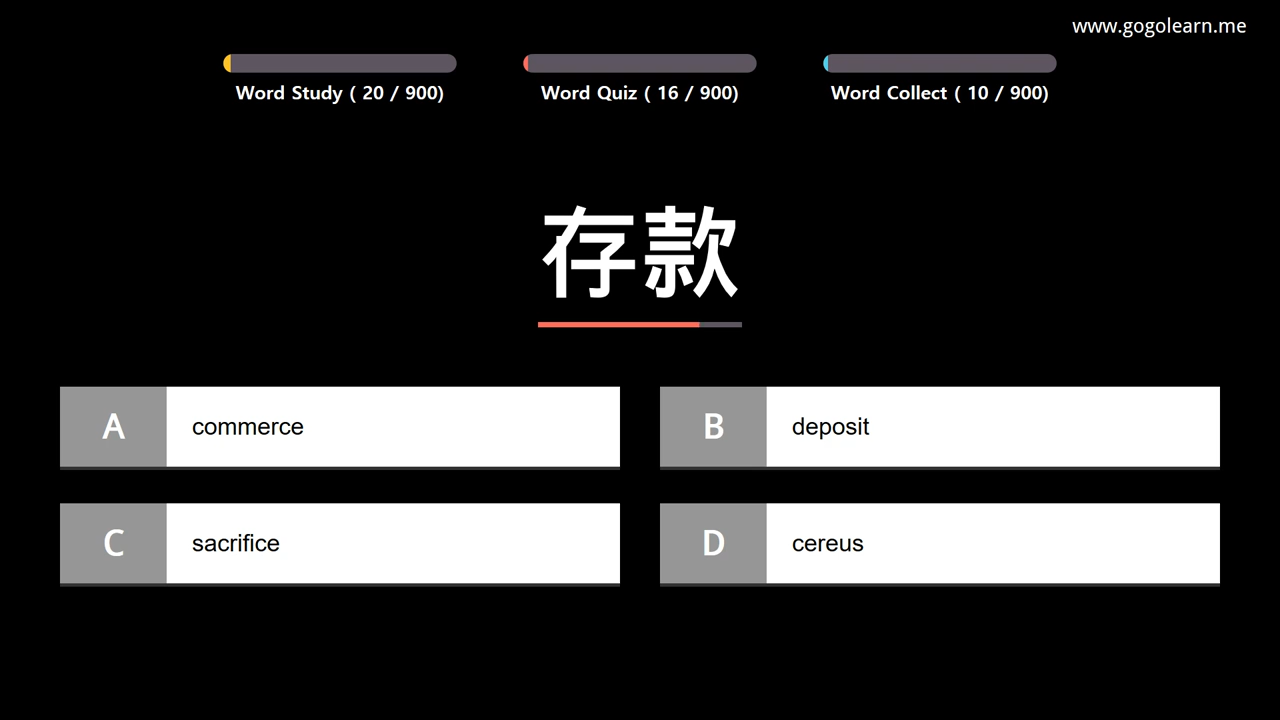 www.gogolearn.me
Word Study ( 20 / 900)
Word Quiz ( 16 / 900)
Word Collect ( 10 / 900)
存款
A commerce
B deposit
C sacrifice
D cereus